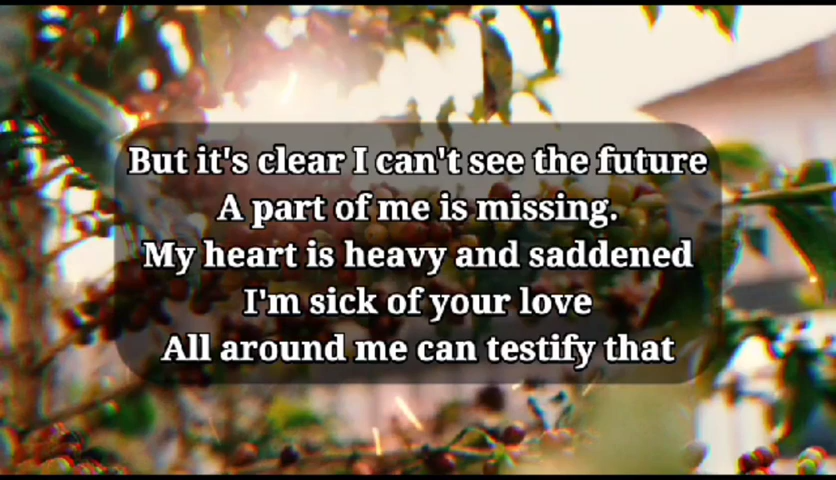 But it's clear I can't see the future
A part of me is missing.
My heart is heavy and saddened
I'm sick of your love
All around me can testify that